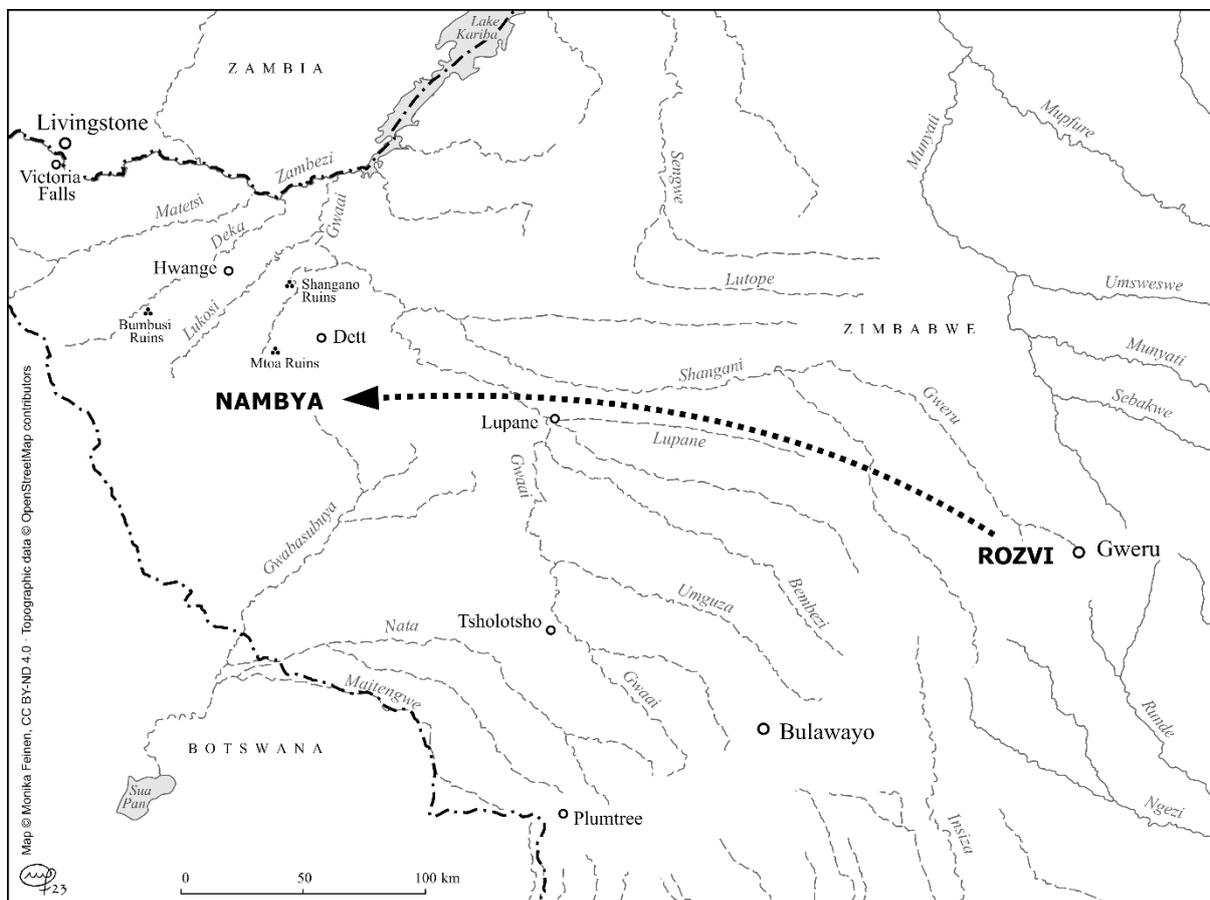 Lake
Kariba
ZAMBIA
Livingstone
Victoria
Falls
Zambezi
Matetsi
Deka
Gwaai
Hwange
Lukosi
Shangano
Ruins
Bumbusi
Ruins
Dett
Mtoa Ruins
Sengwe
Lutope
Munyati
Mupfure
Umsweswe
ZIMBABWE
Munyati
Sebakwe
Shangani
Gweru
NAMBYA
Lupane
Lupane
Gwaai
ROZVI
Gweru
Gwabasubuya
Umguza
Bembezi
Tsholotsho
Nata
Gwaai
Maitengwe
Bulawayo
Runde
BOTSWANA
Sua
Pan
Plumtree
Insiza
Ngezi
0 50 100 km
Map © Monika Feinen, CC BY-ND 4.0 · Topographic data © OpenStreetMap contributors
23